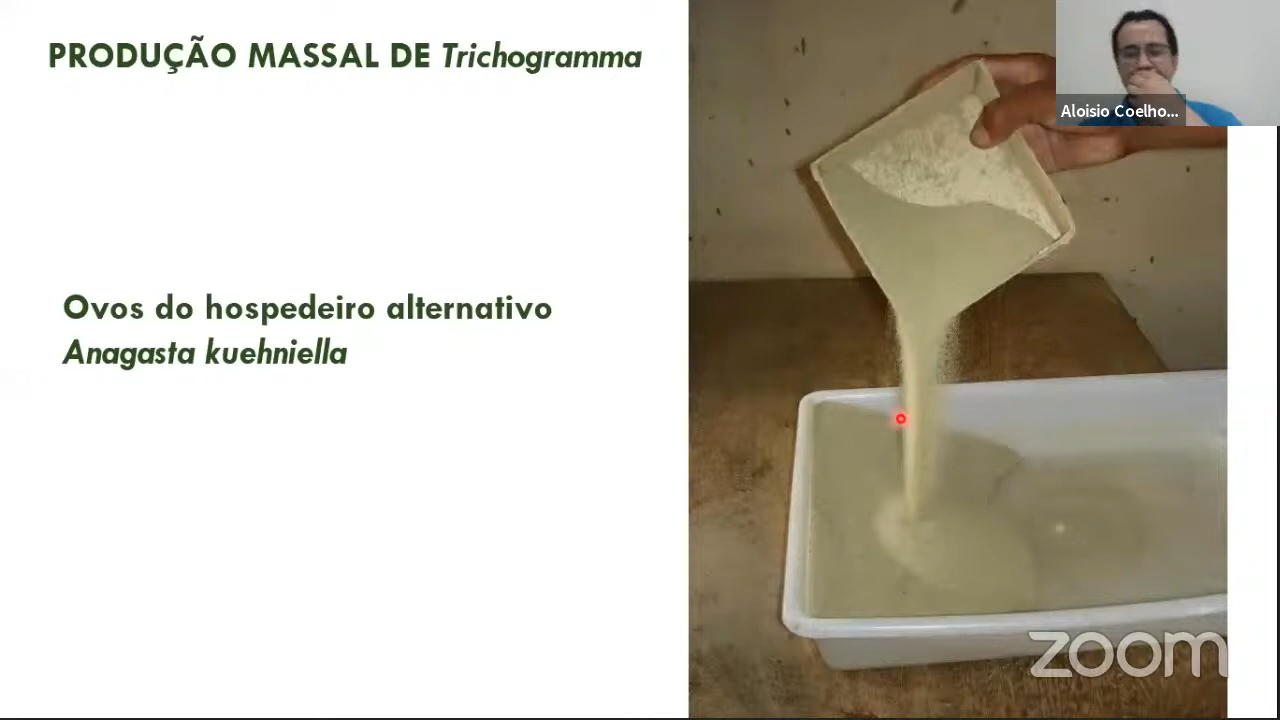 PRODUÇÃO MASSAL DE Trichogramma
Aloisio Coelho...
Ovos do hospedeiro alternativo
Anagasta kuehniella
zoom